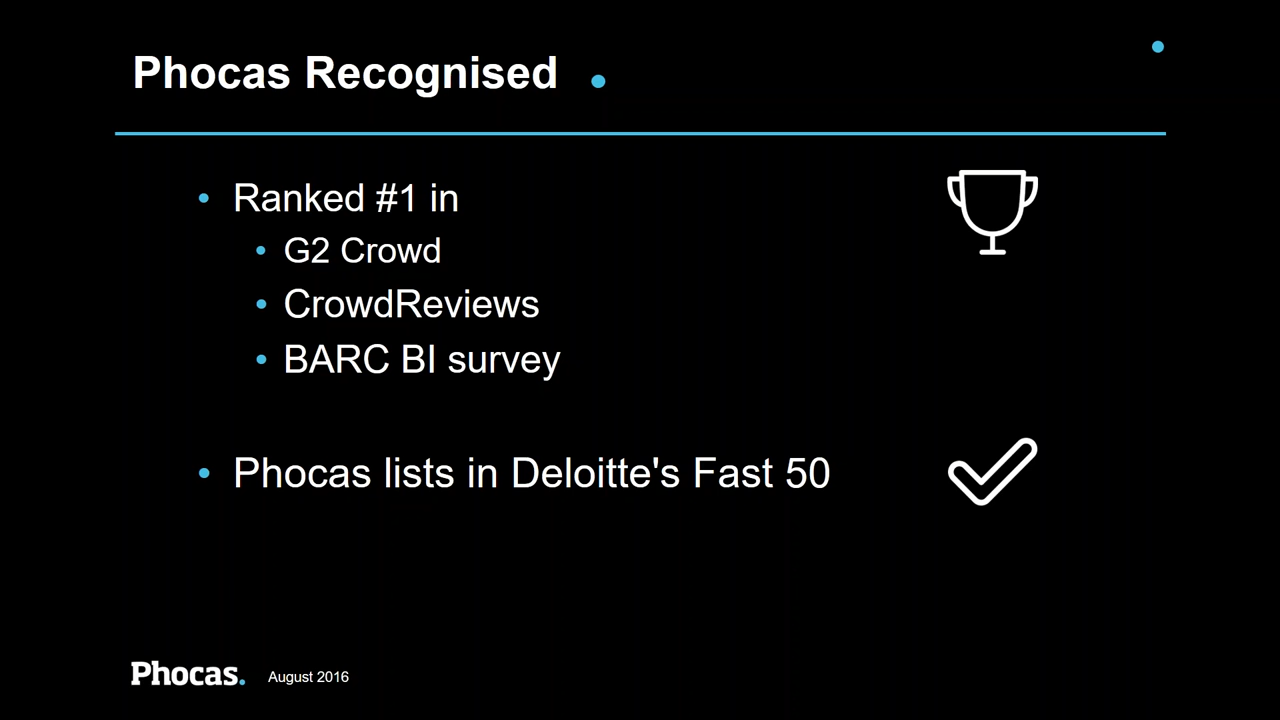 Phocas Recognised
Ranked #1 in
G2 Crowd
CrowdReviews
BARC BI survey
Phocas lists in Deloitte's Fast 50
Phocas. August 2016